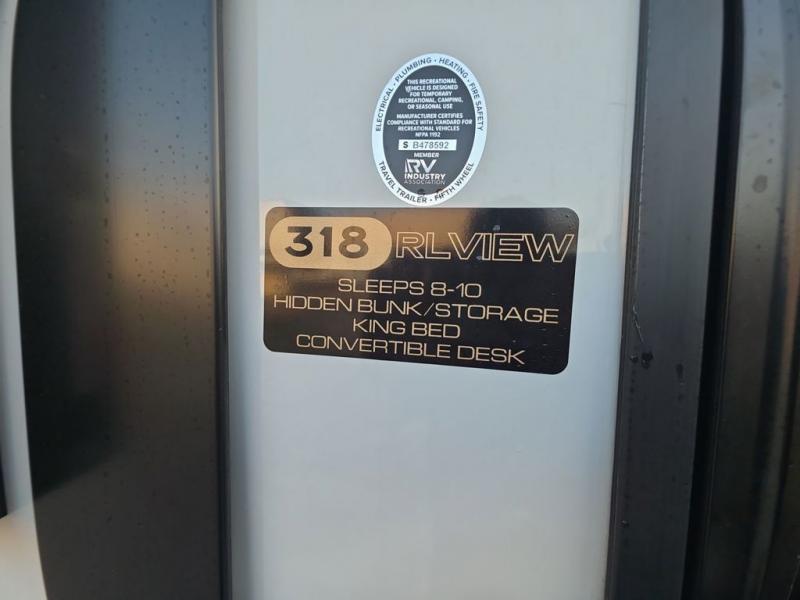 ELECTRICAL • PLUMBING • HEATING • FIRE SAFETY
THIS RECREATIONAL
VEHICLE IS DESIGNED
FOR TEMPORARY
RECREATIONAL, CAMPING,
OR SEASONAL USE
MANUFACTURER CERTIFIES
COMPLIANCE WITH STANDARD FOR
RECREATIONAL VEHICLES
NFPA 1192
S B478592
MEMBER
RV
INDUSTRY
ASSOCIATION
TRAVEL TRAILER • FIFTH WHEEL
318 RLVIEW
SLEEPS 8-10
HIDDEN BUNK/STORAGE
KING BED
CONVERTIBLE DESK